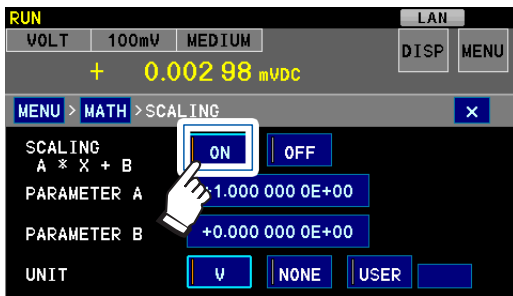 RUN LAN
VOLT 100mV MEDIUM DISP MENU
+ 0.002 98 mVDC
MENU > MATH >SCALING ×
SCALING ON OFF
A * X + B
PARAMETER A +1.000 000 0E+00
PARAMETER B +0.000 000 0E+00
UNIT V NONE USER